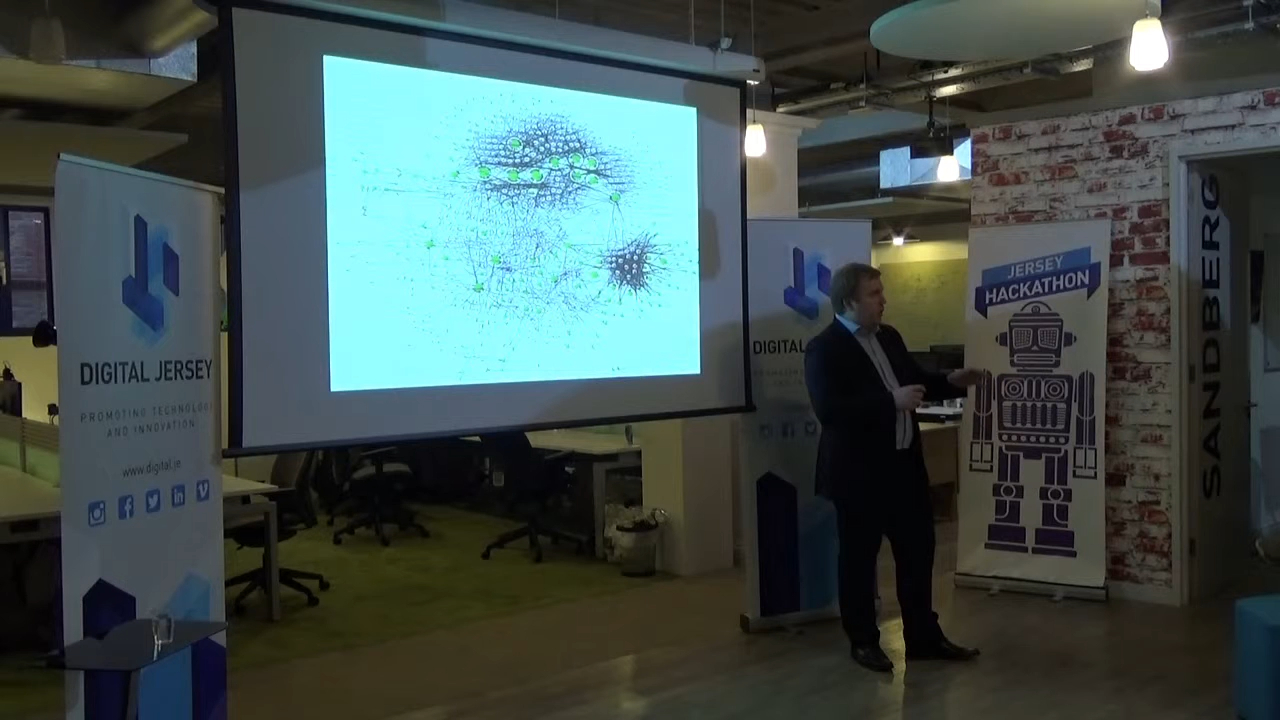 DIGITAL JERSEY
PROMOTING TECHNOLOGY
AND INNOVATION
www.digital.je
DIGITAL
JERSEY
HACKATHON
SANDBERG